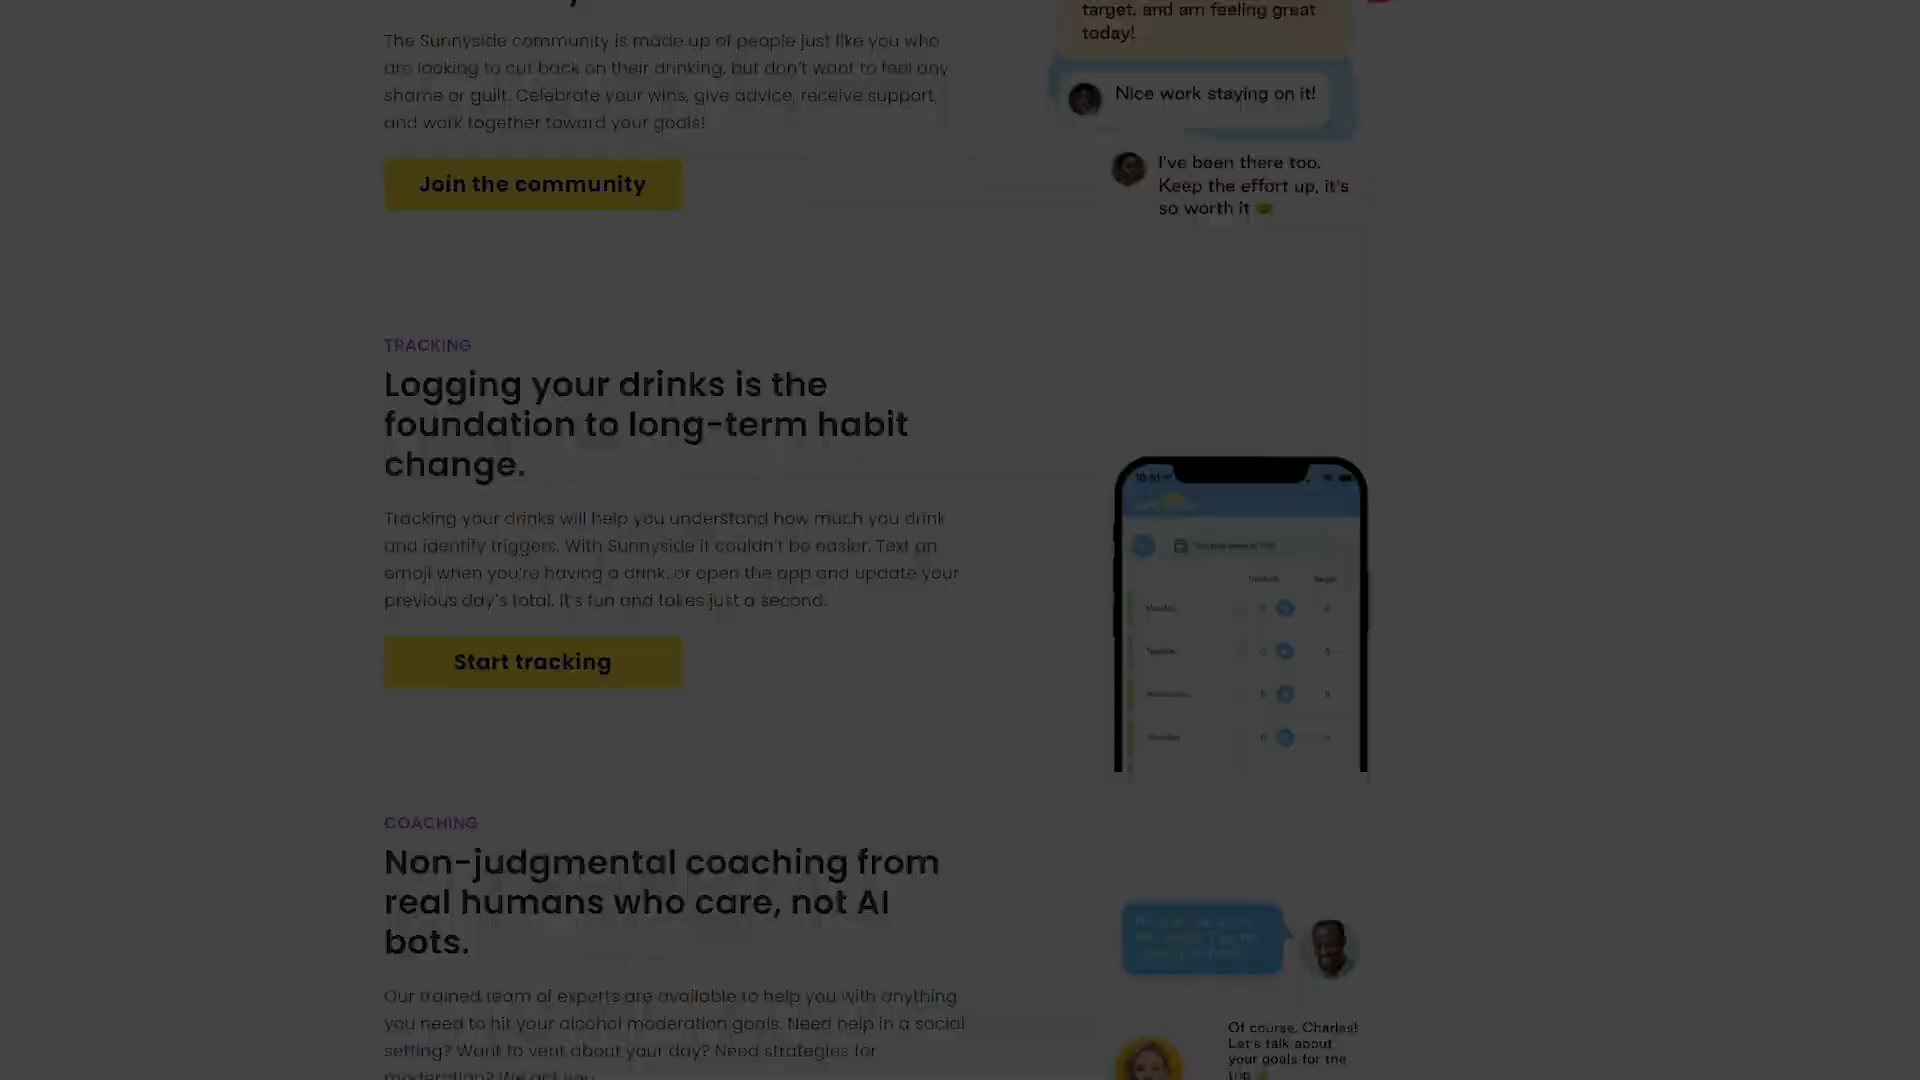 target, and am feeling great
today!
The Sunnyside community is made up of people just like you who
are looking to cut back on their drinking, but don't want to feel any
shame or guilt. Celebrate your wins, give advice, receive support,
and work together toward your goals!
Nice work staying on it!
Join the community
I've been there too.
Keep the effort up, it's
so worth it
TRACKING
Logging your drinks is the
foundation to long-term habit
change.
Tracking your drinks will help you understand how much you drink
and identify triggers. With Sunnyside it couldn't be easier. Text an
emoji when you're having a drink, or open the app and update your
previous day's total. It's fun and takes just a second.
Start tracking
COACHING
Non-judgmental coaching from
real humans who care, not AI
bots.
Our trained team of experts are available to help you with anything
you need to hit your alcohol moderation goals. Need help in a social
setting? Want to vent about your day? Need strategies for
moderation? We got you.
Of course, Charles!
Let's talk about
your goals for the